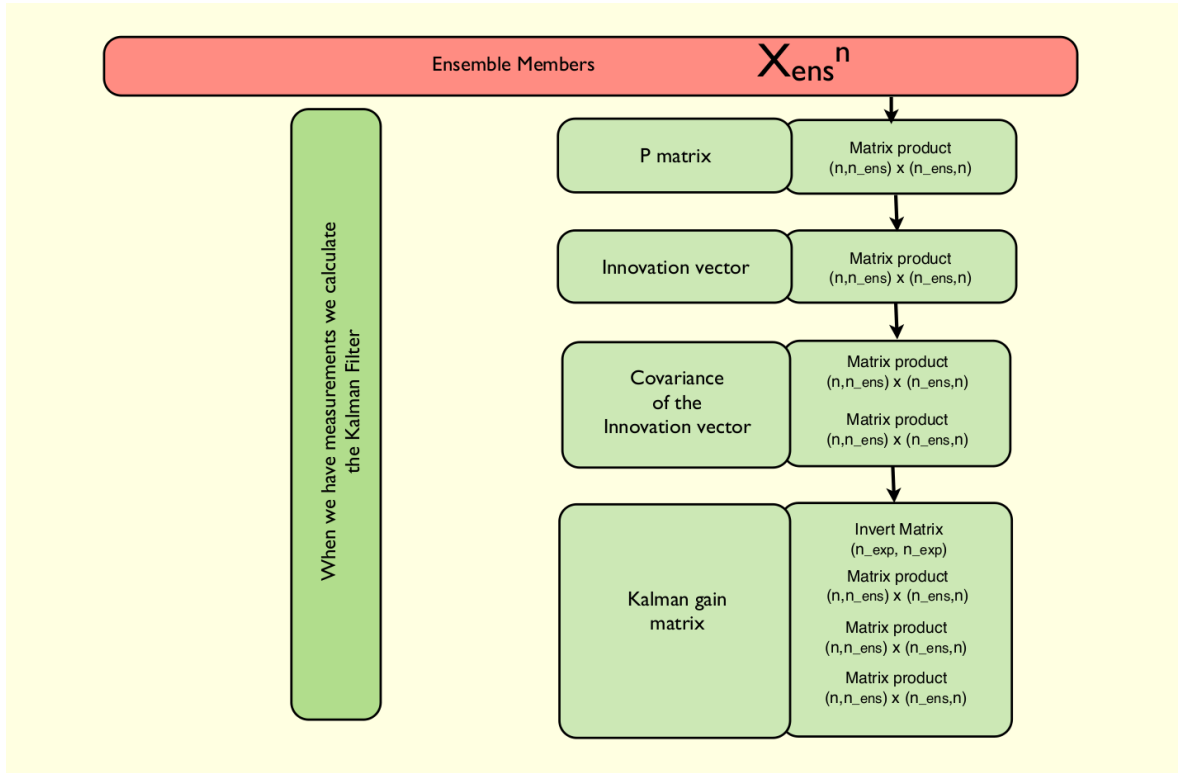 Ensemble Members
Xensn
When we have measurements we calculate
the Kalman Filter
P matrix
Matrix product
(n,n_ens) x (n_ens,n)
Innovation vector
Matrix product
(n,n_ens) x (n_ens,n)
Covariance
of the
Innovation vector
Matrix product
(n,n_ens) x (n_ens,n)
Matrix product
(n,n_ens) x (n_ens,n)
Kalman gain
matrix
Invert Matrix
(n_exp, n_exp)
Matrix product
(n,n_ens) x (n_ens,n)
Matrix product
(n,n_ens) x (n_ens,n)
Matrix product
(n,n_ens) x (n_ens,n)